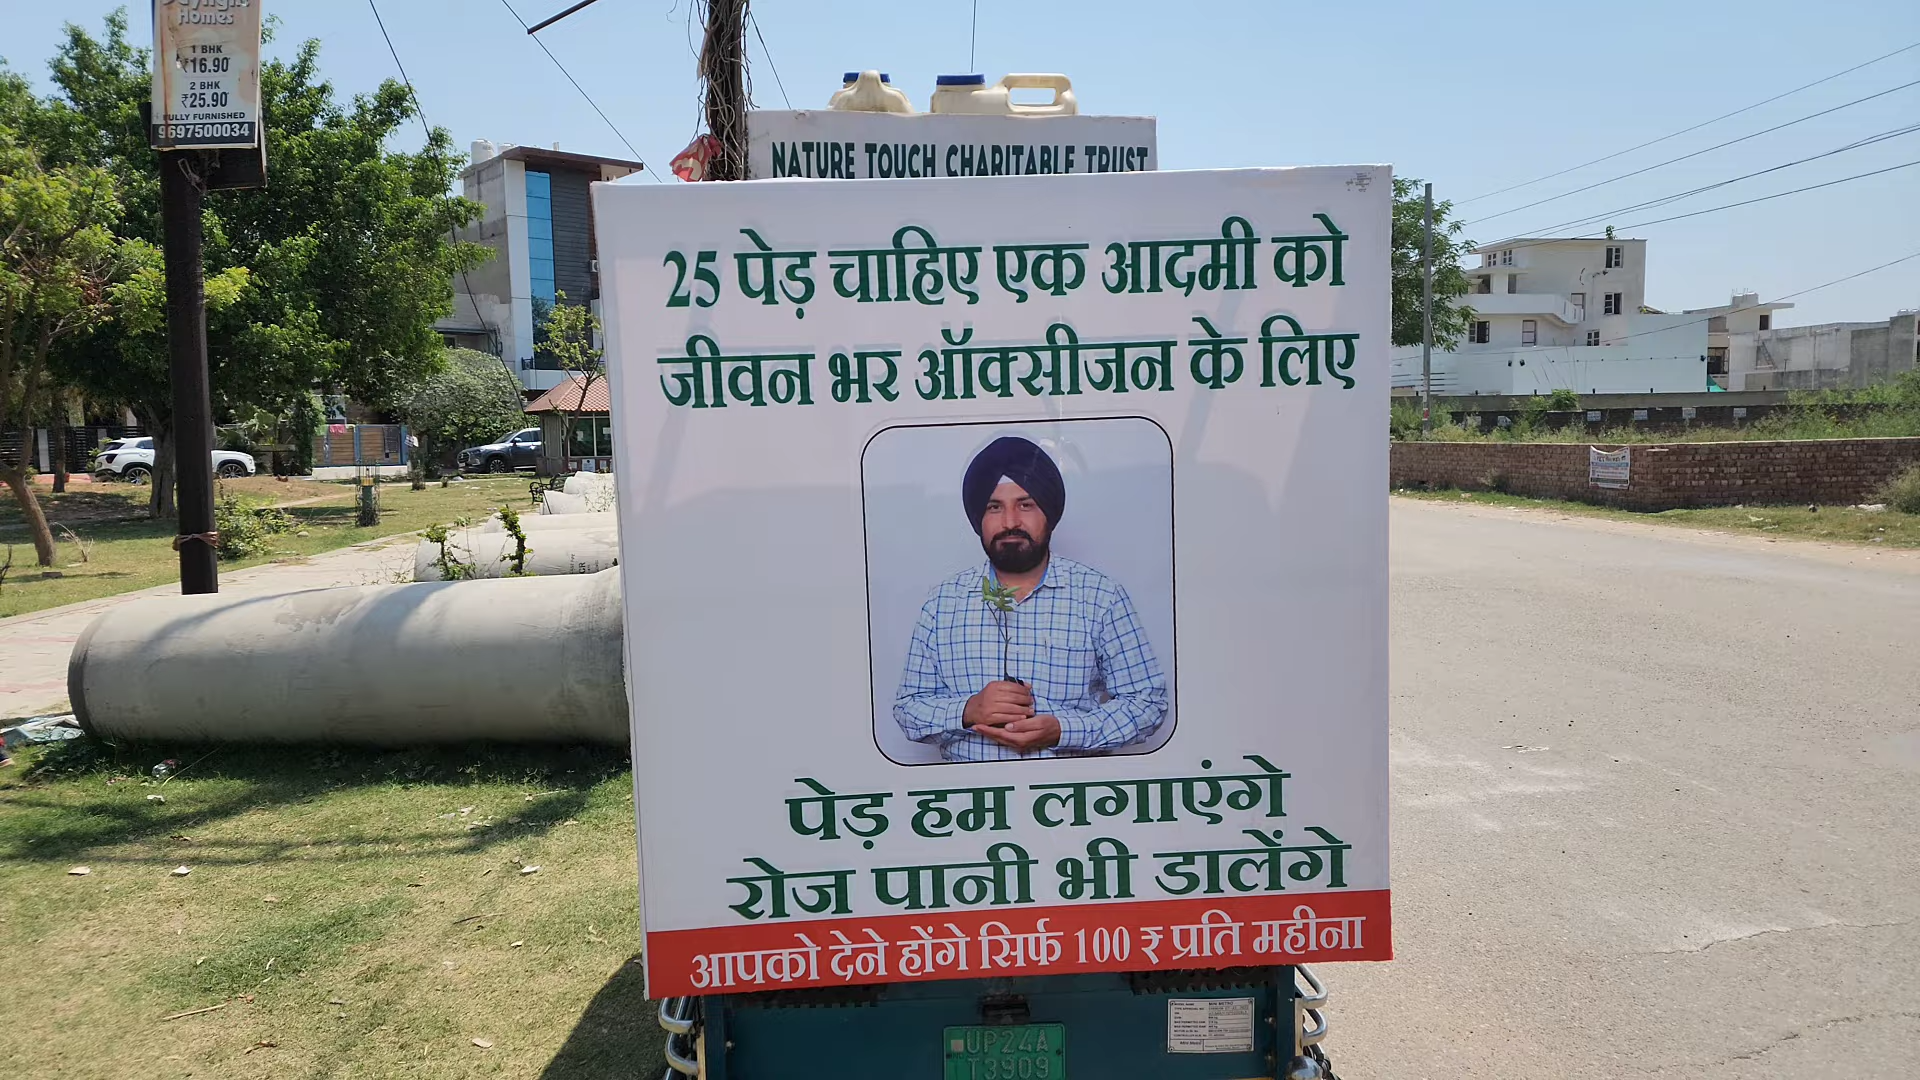 Homes
1 BHK
₹16.90
2 BHK
₹25.90
FULLY FURNISHED
9697500034
NATURE TOUCH CHARITABLE TRUST
25 पेड़ चाहिए एक आदमी को
जीवन भर ऑक्सीजन के लिए
पेड़ हम लगाएंगे
रोज पानी भी डालेंगे
आपको देने होंगे सिर्फ 100 ₹ प्रति महीना
UP24A
T3909